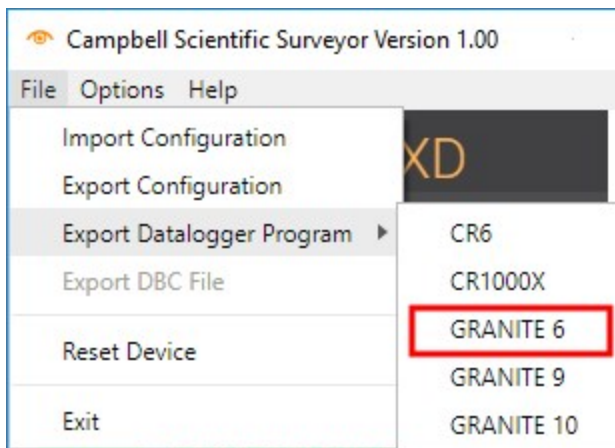 Campbell Scientific Surveyor Version 1.00
File Options Help
Import Configuration
Export Configuration
Export Datalogger Program
Export DBC File
Reset Device
Exit
XD
CR6
CR1000X
GRANITE 6
GRANITE 9
GRANITE 10